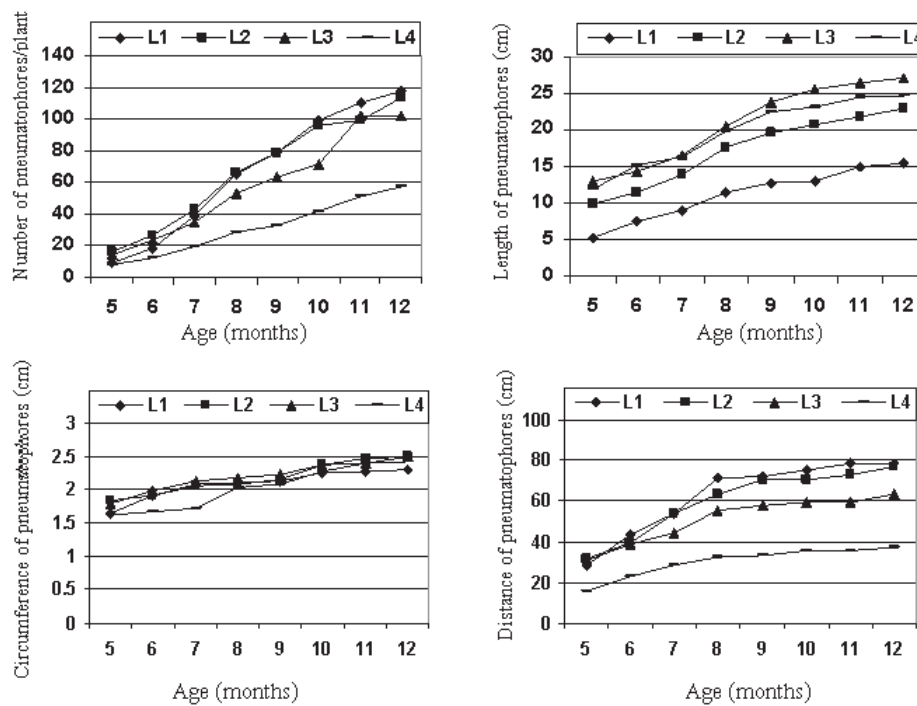 L1 L2 L3 L4
Number of pneumatophores/plant
140
120
100
80
60
40
20
0
5 6 7 8 9 10 11 12
Age (months)
L1 L2 L3 L4
Length of pneumatophores (cm)
30
25
20
15
10
5
0
5 6 7 8 9 10 11 12
Age (months)
L1 L2 L3 L4
Circumference of pneumatophores (cm)
3
2.5
2
1.5
1
0.5
0
5 6 7 8 9 10 11 12
Age (months)
L1 L2 L3 L4
Distance of pneumatophores (cm)
100
80
60
40
20
0
5 6 7 8 9 10 11 12
Age (months)